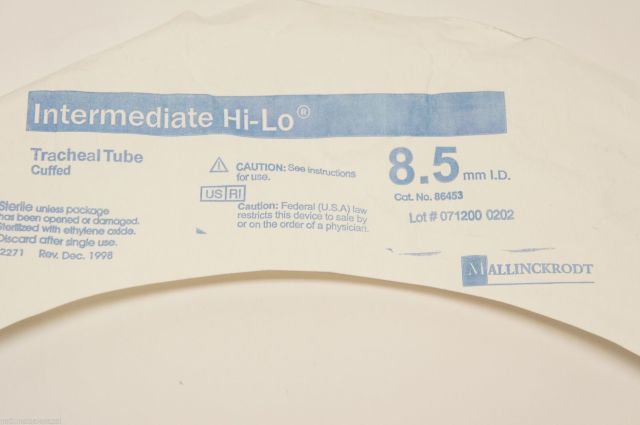 Intermediate Hi-Lo®
Tracheal Tube
Cuffed
Sterile unless package
has been opened or damaged.
Sterilized with ethylene oxide.
Discard after single use.
2271 Rev. Dec. 1998
CAUTION: See instructions
for use.
US RI
Caution: Federal (U.S.A) law
restricts this device to sale by
or on the order of a physician.
8.5 mm I.D.
Cat. No. 86453
Lot # 071200 0202
MALLINCKRODT